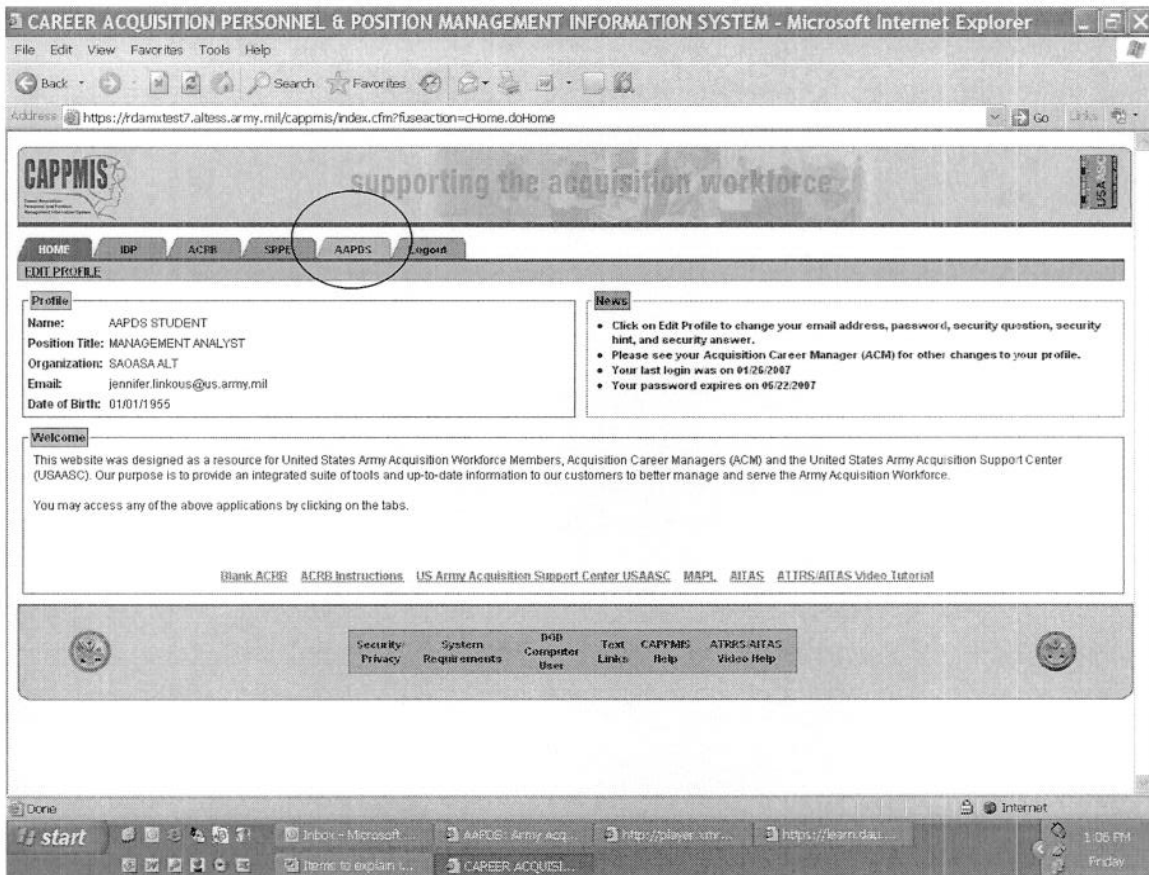 CAREER ACQUISITION PERSONNEL & POSITION MANAGEMENT INFORMATION SYSTEM - Microsoft Internet Explorer
File Edit View Favorites Tools Help
Back Search Favorites
Address https://rdamxtest7.altess.army.mil/cappmis/index.cfm?fuseaction=cHome.doHome Go Links
CAPPMIS
supporting the acquisition workforce
USA ASC
HOME IDP ACRB SRPE AAPDS Logout
EDIT PROFILE
Profile
Name: AAPDS STUDENT
Position Title: MANAGEMENT ANALYST
Organization: SAOASA ALT
Email: jennifer.linkous@us.army.mil
Date of Birth: 01/01/1955
News
• Click on Edit Profile to change your email address, password, security question, security
hint, and security answer.
• Please see your Acquisition Career Manager (ACM) for other changes to your profile.
• Your last login was on 01/26/2007
• Your password expires on 06/22/2007
Welcome
This website was designed as a resource for United States Army Acquisition Workforce Members, Acquisition Career Managers (ACM) and the United States Army Acquisition Support Center
(USAASC). Our purpose is to provide an integrated suite of tools and up-to-date information to our customers to better manage and serve the Army Acquisition Workforce.
You may access any of the above applications by clicking on the tabs.
Blank ACRB ACRB Instructions US Army Acquisition Support Center USAASC MAPL AITAS ATTRS/AITAS Video Tutorial
Security/
Privacy
System
Requirements
DOD
Computer
User
Text
Links
CAPPMIS
Help
ATRRS/AITAS
Video Help
Done Internet
start Inbox - Microsoft ... AAPDS: Army Acq... http://player.xmr... https://learn.dau.... 1:06 PM
Items to explain t... CAREER ACQUISI... Friday